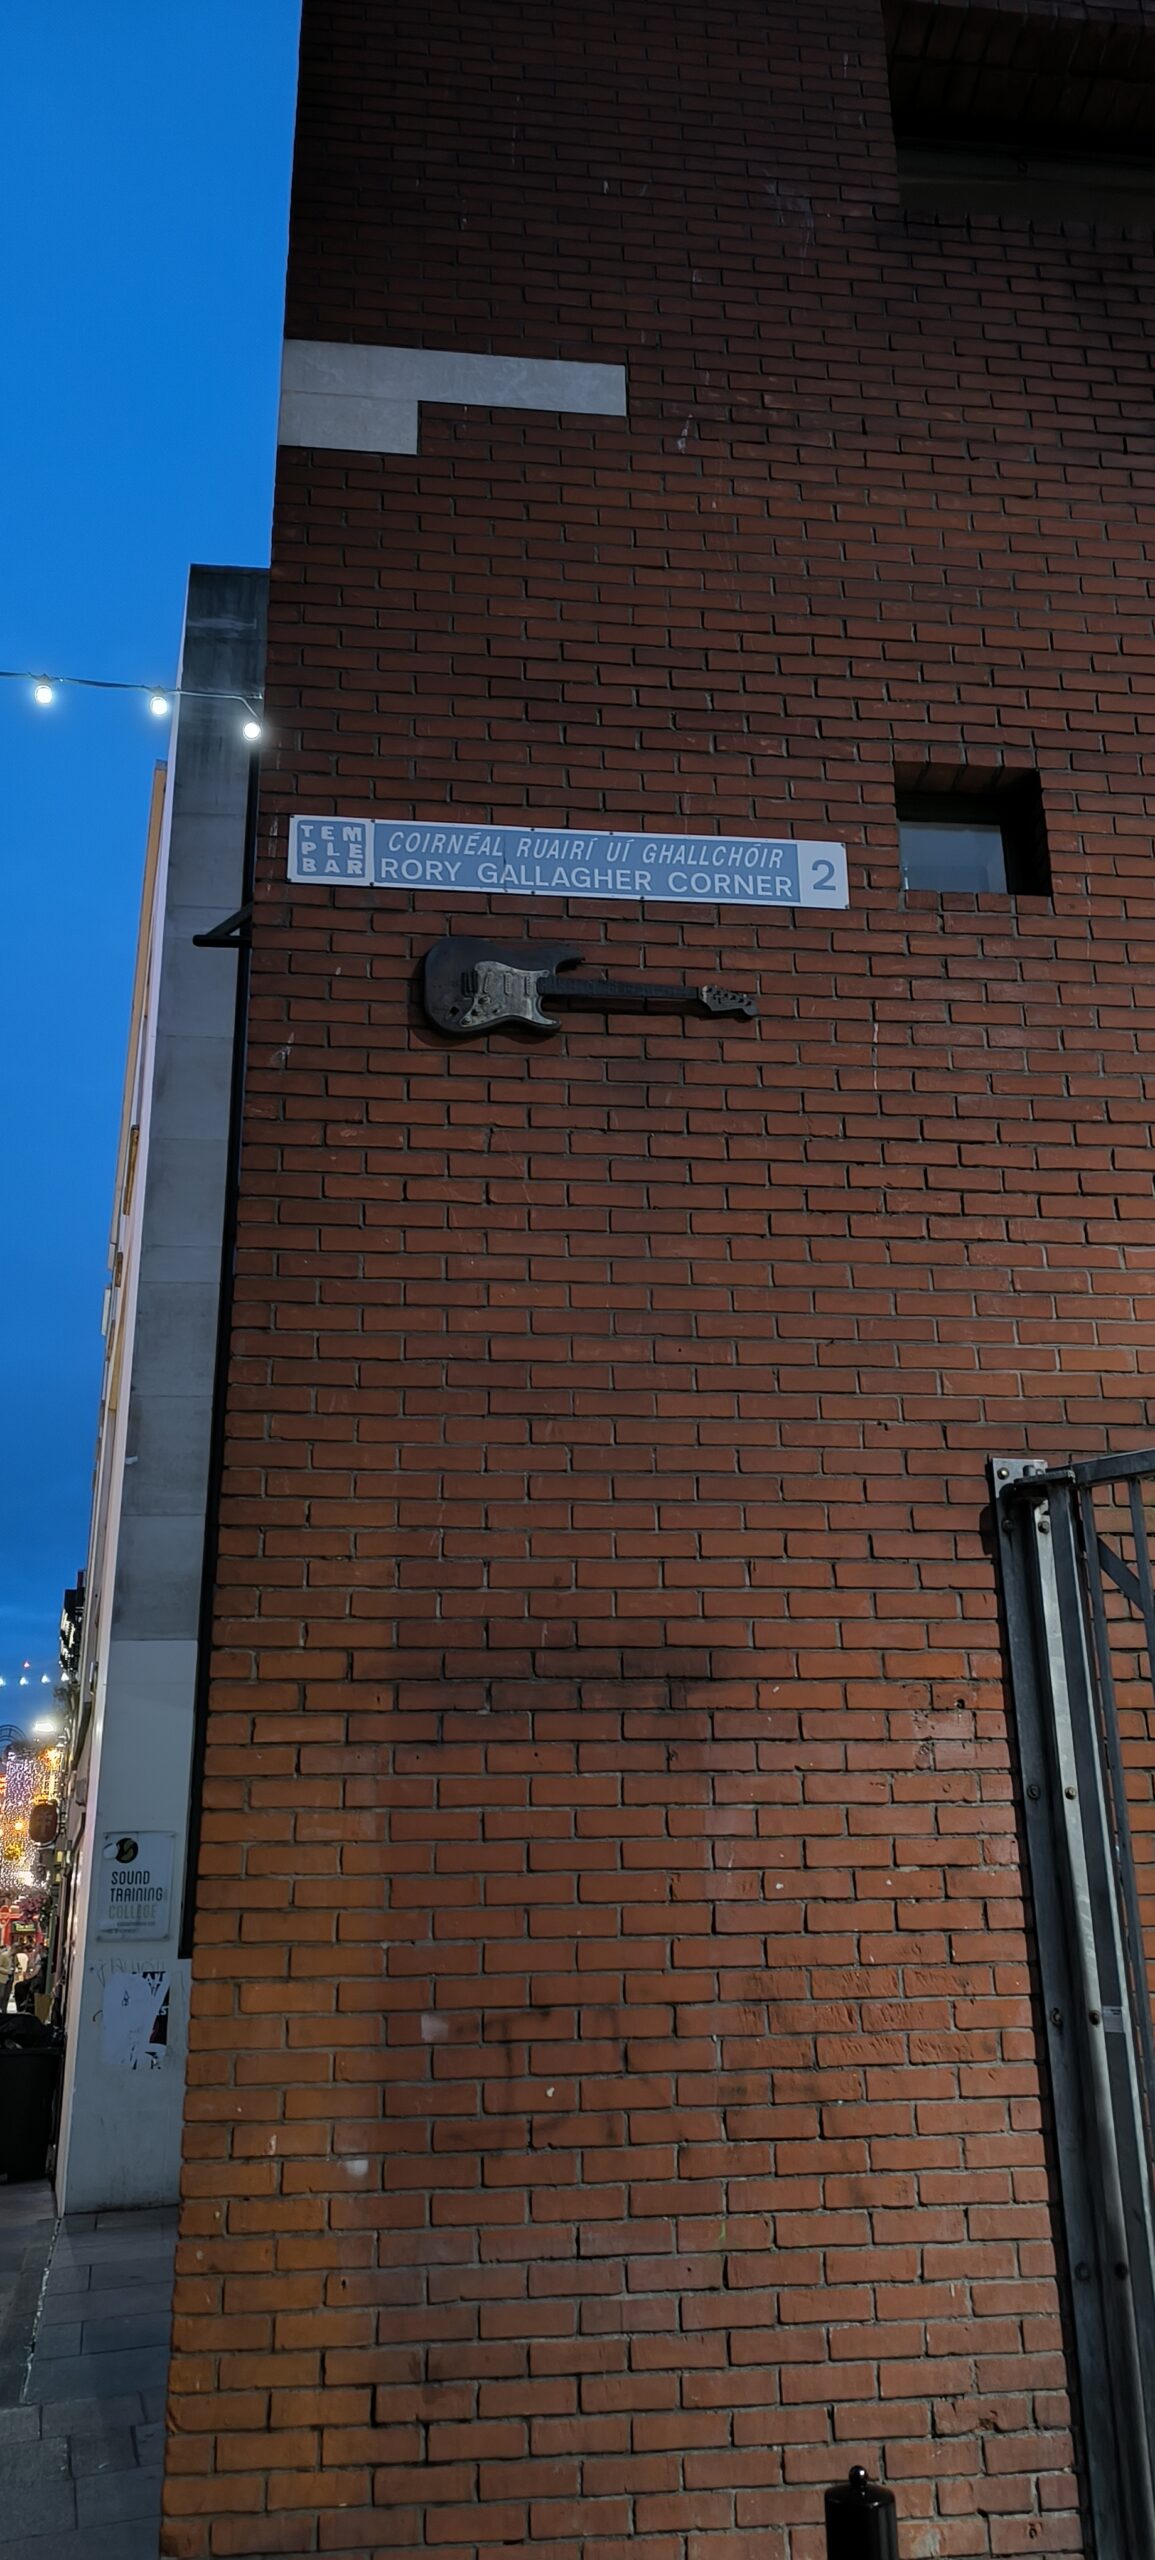 TEM
PLE
BAR
COIRNÉAL RUAIRÍ UÍ GHALLCHÓIR
RORY GALLAGHER CORNER
2
SOUND
TRAINING
COLLEGE